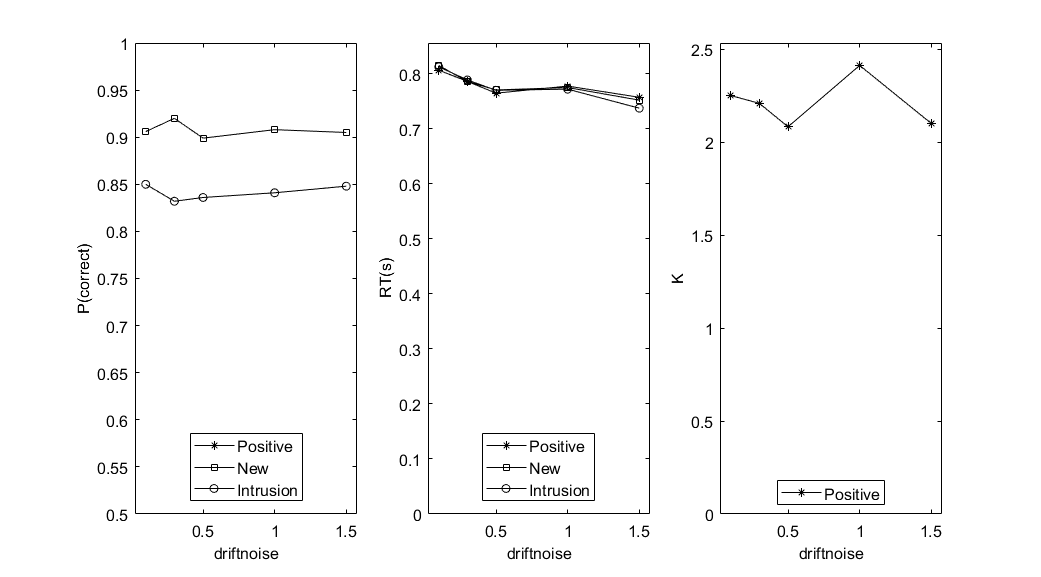 P(correct)
1
0.95
0.9
0.85
0.8
0.75
0.7
0.65
0.6
0.55
0.5
Positive
New
Intrusion
0.5 1 1.5
driftnoise
RT(s)
0.8
0.7
0.6
0.5
0.4
0.3
0.2
0.1
0
Positive
New
Intrusion
0.5 1 1.5
driftnoise
K
2.5
2
1.5
1
0.5
0
Positive
0.5 1 1.5
driftnoise